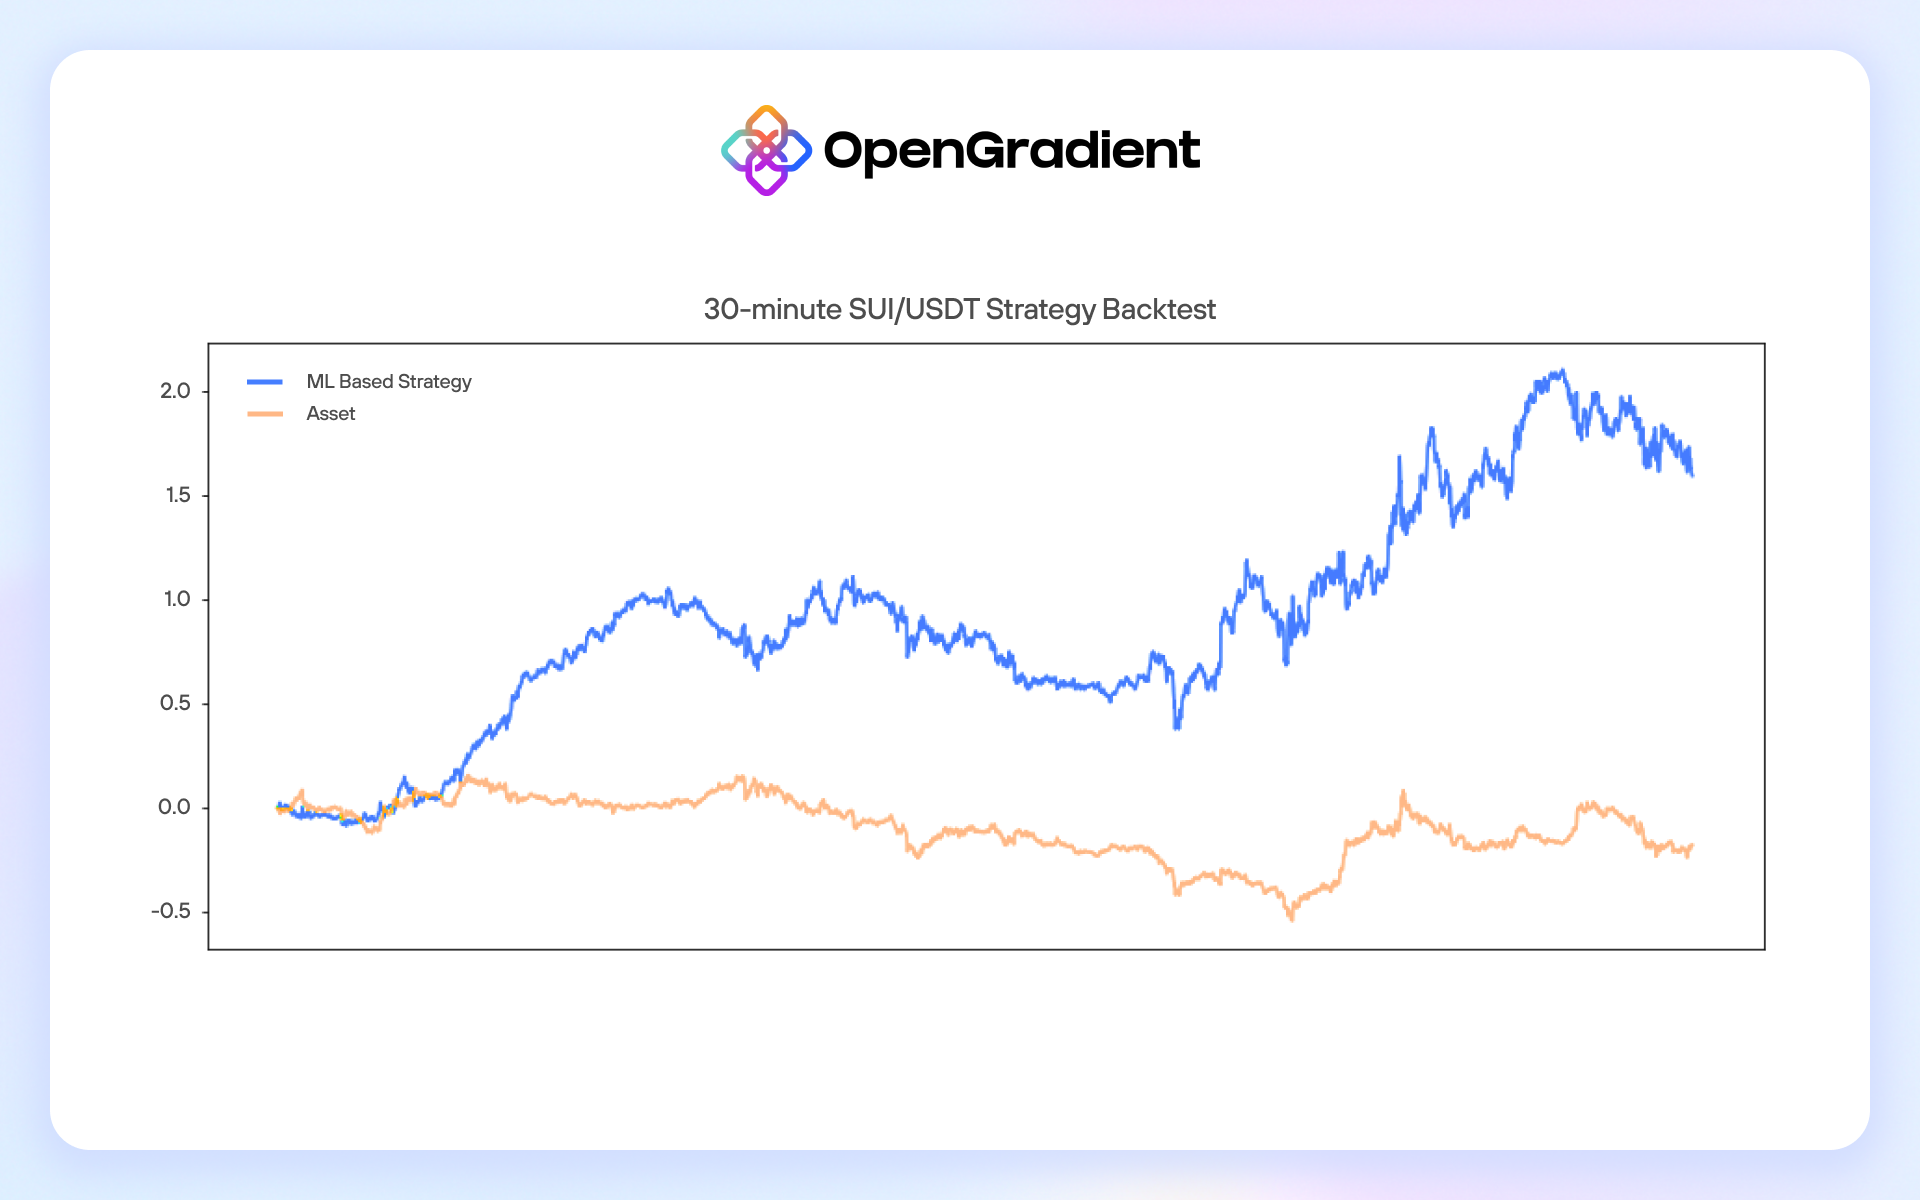 OpenGradient
30-minute SUI/USDT Strategy Backtest
ML Based Strategy
Asset
2.0
1.5
1.0
0.5
0.0
-0.5